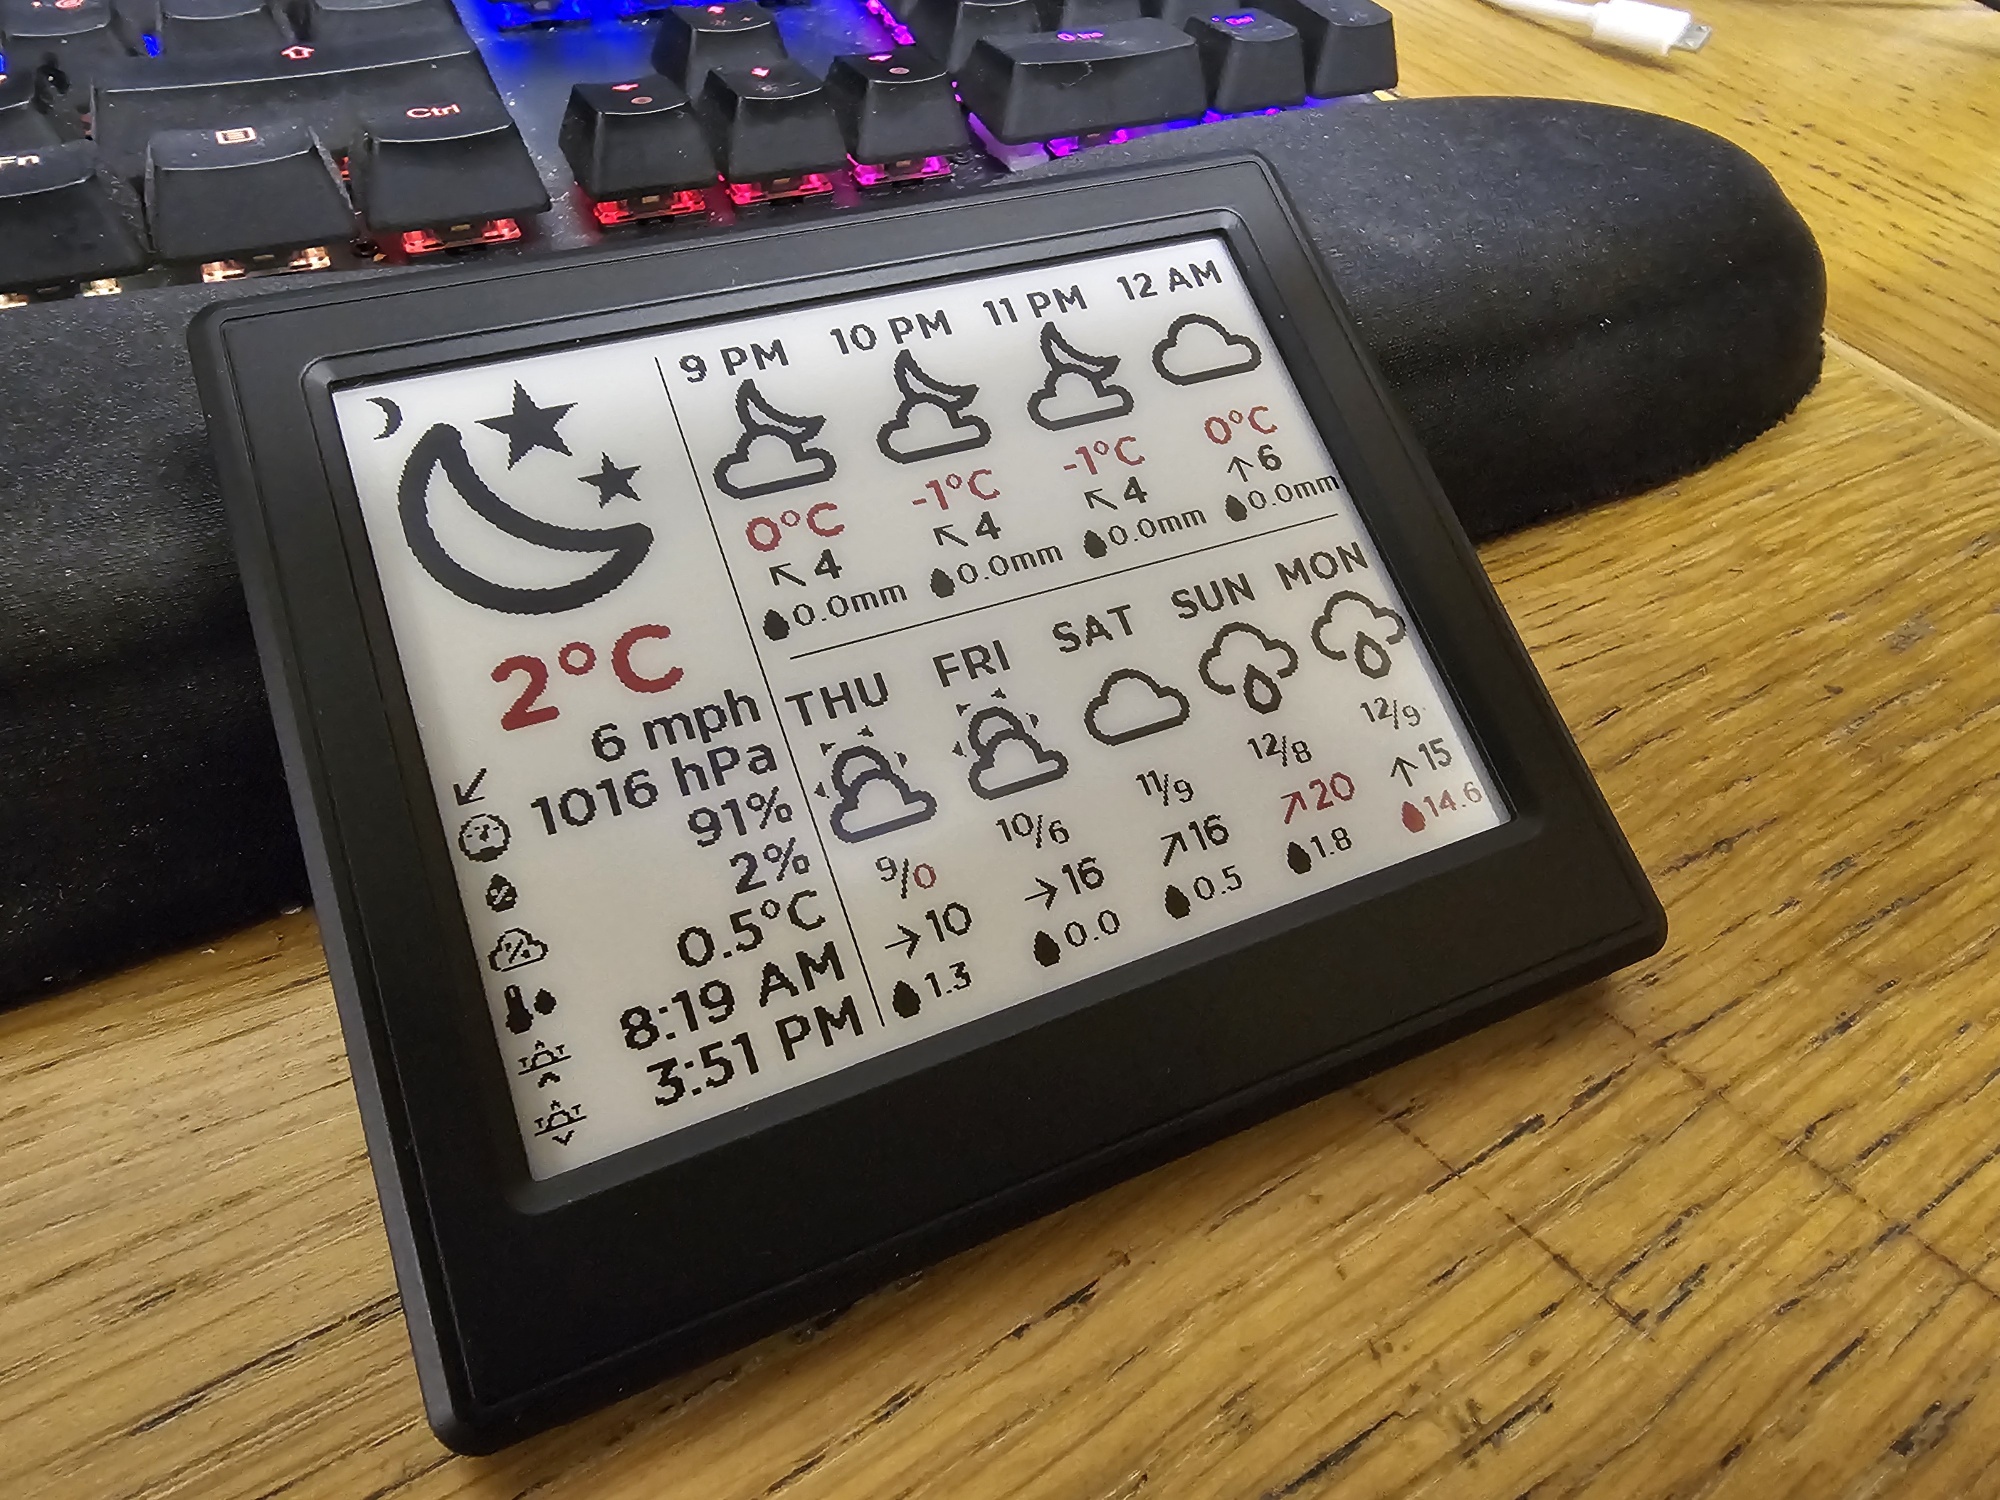 Fn
Ctrl
0 Ins
Del
2°C
6 mph
1016 hPa
91%
2%
0.5°C
8:19 AM
3:51 PM
9 PM 10 PM 11 PM 12 AM
0°C -1°C -1°C 0°C
4 4 4 6
0.0mm 0.0mm 0.0mm 0.0mm
THU FRI SAT SUN MON
9/0 10/6 11/9 12/8 12/9
10 16 16 20 15
1.3 0.0 0.5 1.8 14.6